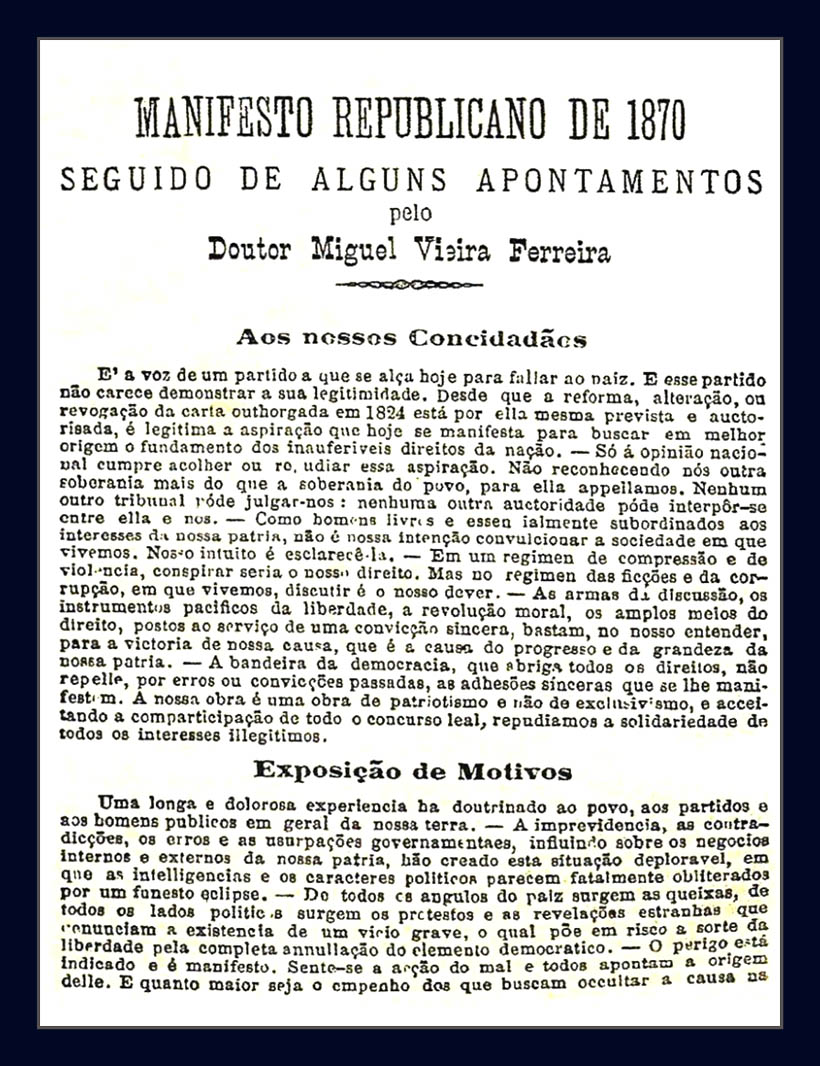 MANIFESTO REPUBLICANO DE 1870
SEGUIDO DE ALGUNS APONTAMENTOS
pelo
Doutor Miguel Vieira Ferreira
Aos nossos Concidadãos
E' a voz de um partido a que se alça hoje para fallar ao paiz. E esse partido
não carece demonstrar a sua legitimidade. Desde que a reforma, alteração, ou
revogação da carta outhorgada em 1824 está por ella mesma prevista e aucto-
risada, é legitima a aspiração que hoje se manifesta para buscar em melhor
origem o fundamento dos inauferiveis direitos da nação. — Só á opinião nacio-
nal cumpre acolher ou repudiar essa aspiração. Não reconhecendo nós outra
soberania mais do que a soberania do povo, para ella appellamos. Nenhum
outro tribunal póde julgar-nos : nenhuma outra auctoridade póde interpôr-se
entre ella e nos. — Como homens livres e essencialmente subordinados aos
interesses da nossa patria, não é nossa intenção convulcionar a sociedade em que
vivemos. Nosso intuito é esclarecê-la. — Em um regimen de compressão e de
violencia, conspirar seria o nosso direito. Mas no regimen das ficções e da cor-
rupção, em que vivemos, discutir é o nosso dever. — As armas da discussão, os
instrumentos pacificos da liberdade, a revolução moral, os amplos meios do
direito, postos ao serviço de uma convicção sincera, bastam, no nosso entender,
para a victoria de nossa causa, que é a causa do progresso e da grandeza da
nossa patria. — A bandeira da democracia, que abriga todos os direitos, não
repelle, por erros ou convicções passadas, as adhesões sinceras que se lhe mani-
festem. A nossa obra é uma obra de patriotismo e não de exclusivismo, e accei-
tando a comparticipação de todo o concurso leal, repudiamos a solidariedade de
todos os interesses illegitimos.
Exposição de Motivos
Uma longa e dolorosa experiencia ha doutrinado ao povo, aos partidos e
aos homens publicos em geral da nossa terra. — A imprevidencia, as contra-
dicções, os erros e as usurpações governamentaes, influindo sobre os negocios
internos e externos da nossa patria, hão creado esta situação deploravel, em
que as intelligencias e os caracteres politicos parecem fatalmente obliterados
por um funesto eclipse. — De todos os angulos do paiz surgem as queixas, de
todos os lados politicos surgem os protestos e as revelações estranhas que
denunciam a existencia de um vicio grave, o qual põe em risco a sorte da
liberdade pela completa annullação do elemento democratico. — O perigo está
indicado e é manifesto. Sente-se a acção do mal e todos apontam a origem
delle. E quanto maior seja o empenho dos que buscam occultar a causa na